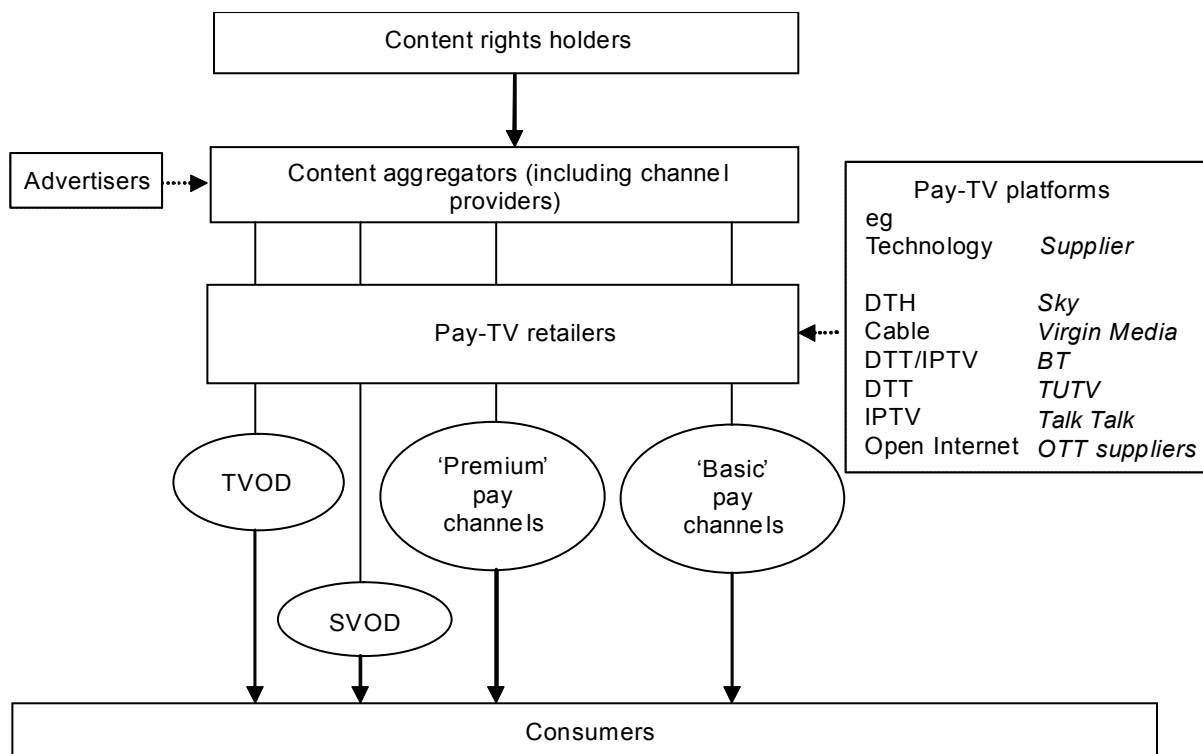 Content rights holders
Advertisers
Content aggregators (including channel
providers)
Pay-TV platforms
eg
Technology Supplier
DTH Sky
Cable Virgin Media
DTT/IPTV BT
DTT TUTV
IPTV Talk Talk
Open Internet OTT suppliers
Pay-TV retailers
TVOD
SVOD
‘Premium’
pay
channels
‘Basic’
pay
channels
Consumers